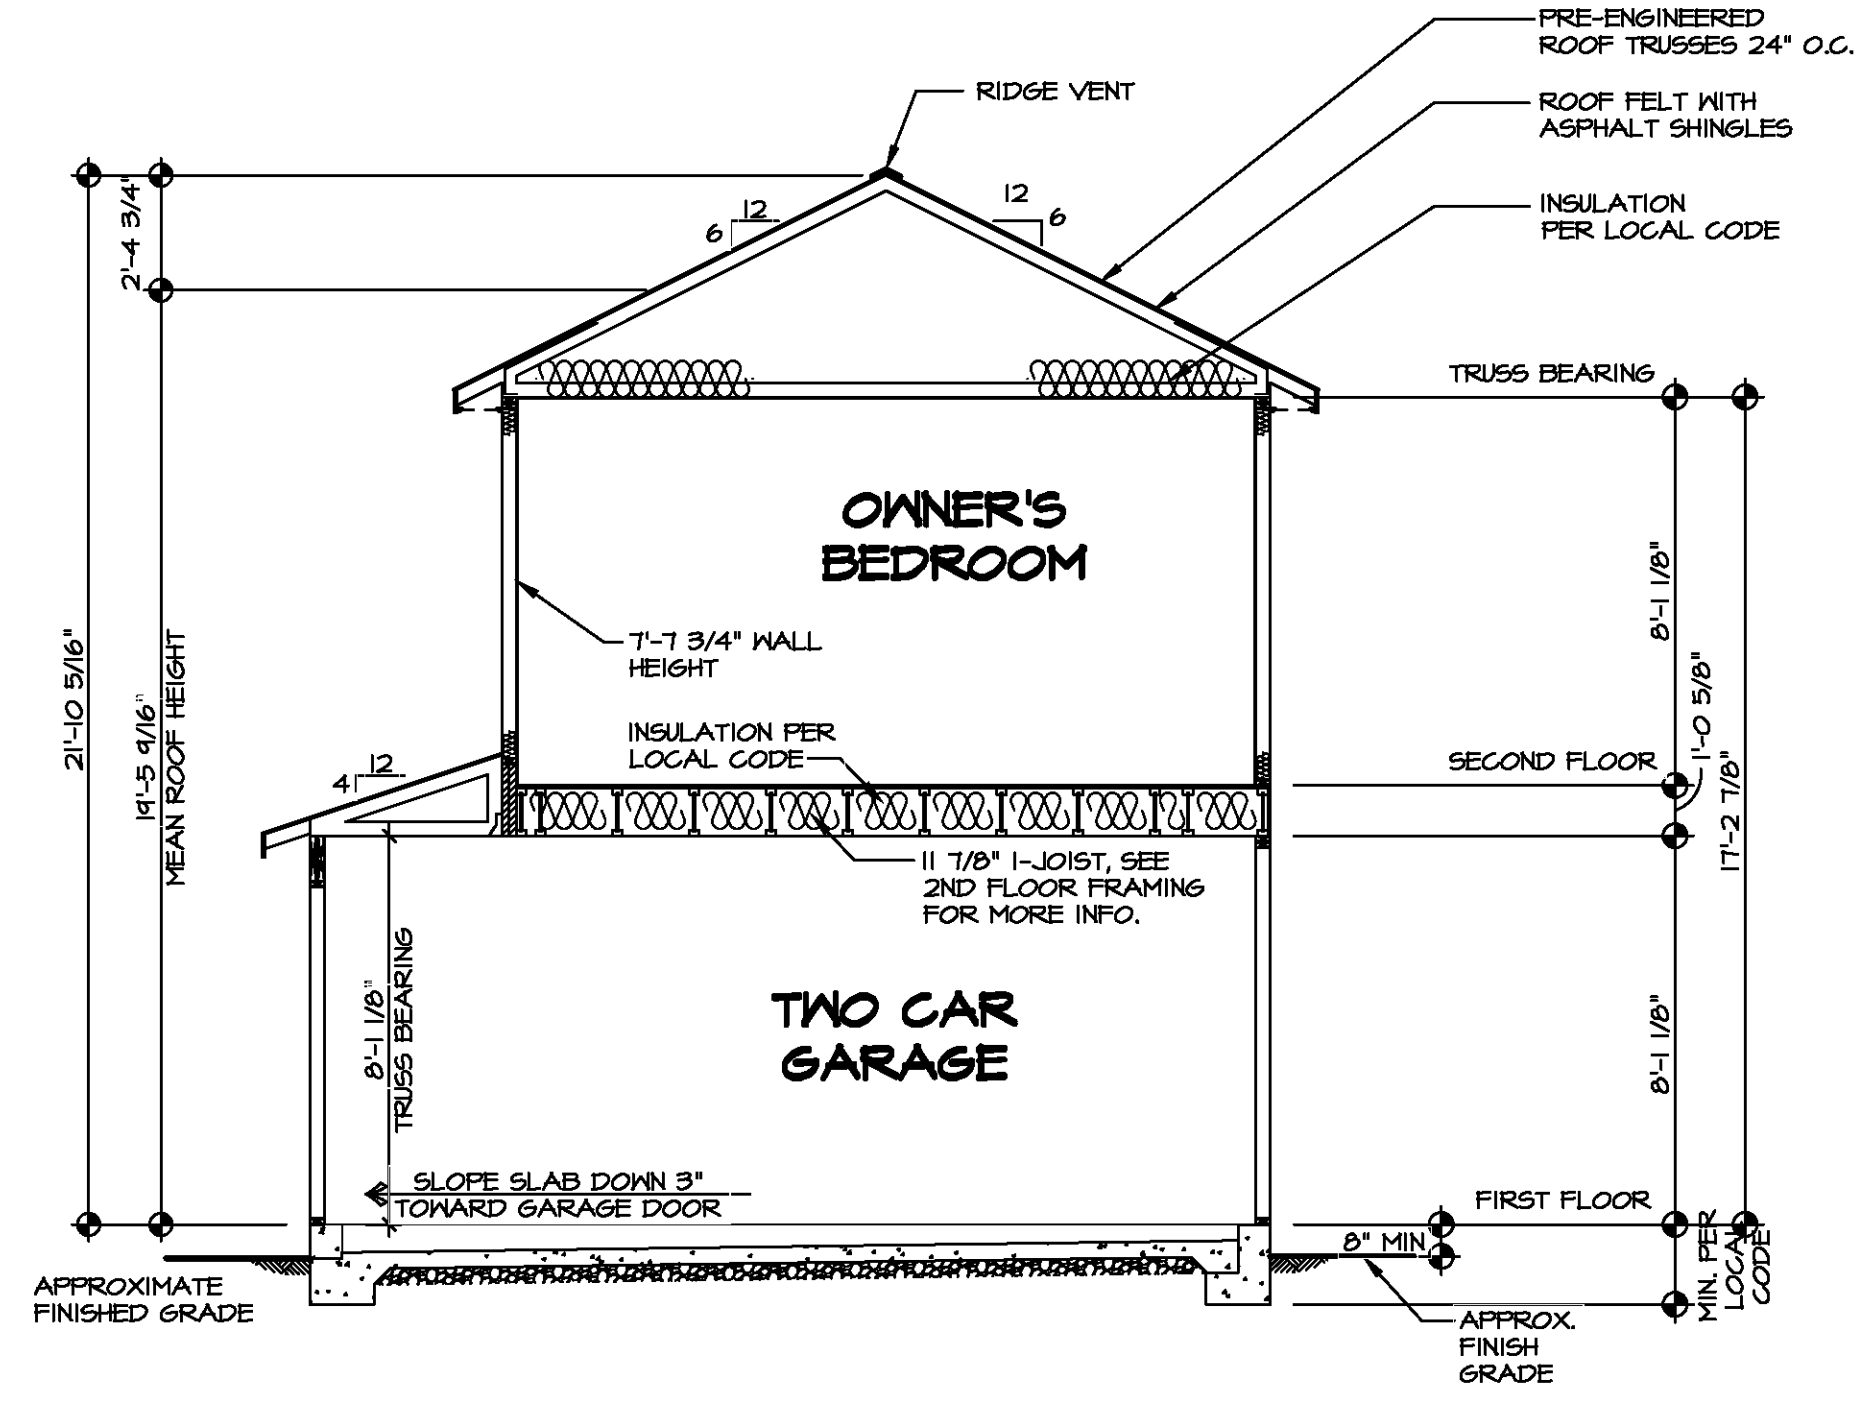 PRE-ENGINEERED
ROOF TRUSSES 24" O.C.
RIDGE VENT
ROOF FELT WITH
ASPHALT SHINGLES
INSULATION
PER LOCAL CODE
2'-4 3/4"
12
6
12
6
TRUSS BEARING
OWNER'S
BEDROOM
7'-7 3/4" WALL
HEIGHT
8'-1 1/8"
21'-10 5/16"
19'-5 9/16"
MEAN ROOF HEIGHT
INSULATION PER
LOCAL CODE
12
4
SECOND FLOOR
1'-0 5/8"
17'-2 7/8"
11 7/8" I-JOIST, SEE
2ND FLOOR FRAMING
FOR MORE INFO.
8'-1 1/8"
TRUSS BEARING
TWO CAR
GARAGE
8'-1 1/8"
SLOPE SLAB DOWN 3"
TOWARD GARAGE DOOR
FIRST FLOOR
8" MIN
MIN. PER
LOCAL
CODE
APPROXIMATE
FINISHED GRADE
APPROX.
FINISH
GRADE